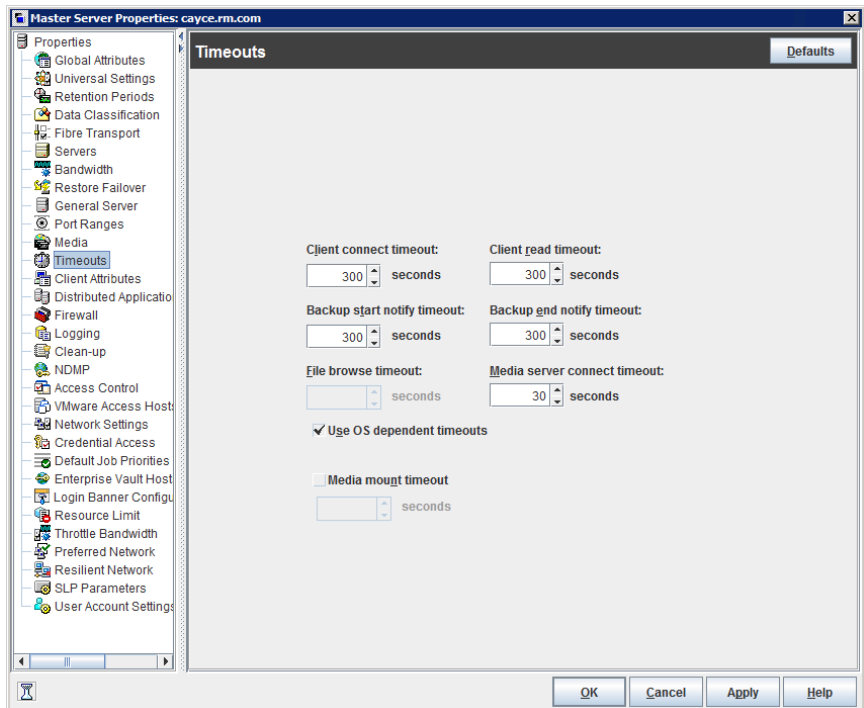 Master Server Properties: cayce.rm.com
Properties
Global Attributes
Universal Settings
Retention Periods
Data Classification
Fibre Transport
Servers
Bandwidth
Restore Failover
General Server
Port Ranges
Media
Timeouts
Client Attributes
Distributed Applicatio
Firewall
Logging
Clean-up
NDMP
Access Control
VMware Access Hosts
Network Settings
Credential Access
Default Job Priorities
Enterprise Vault Host
Login Banner Configu
Resource Limit
Throttle Bandwidth
Preferred Network
Resilient Network
SLP Parameters
User Account Settings
Timeouts
Defaults
Client connect timeout: Client read timeout:
300 seconds 300 seconds
Backup start notify timeout: Backup end notify timeout:
300 seconds 300 seconds
File browse timeout: Media server connect timeout:
seconds 30 seconds
Use OS dependent timeouts
Media mount timeout
seconds
OK Cancel Apply Help